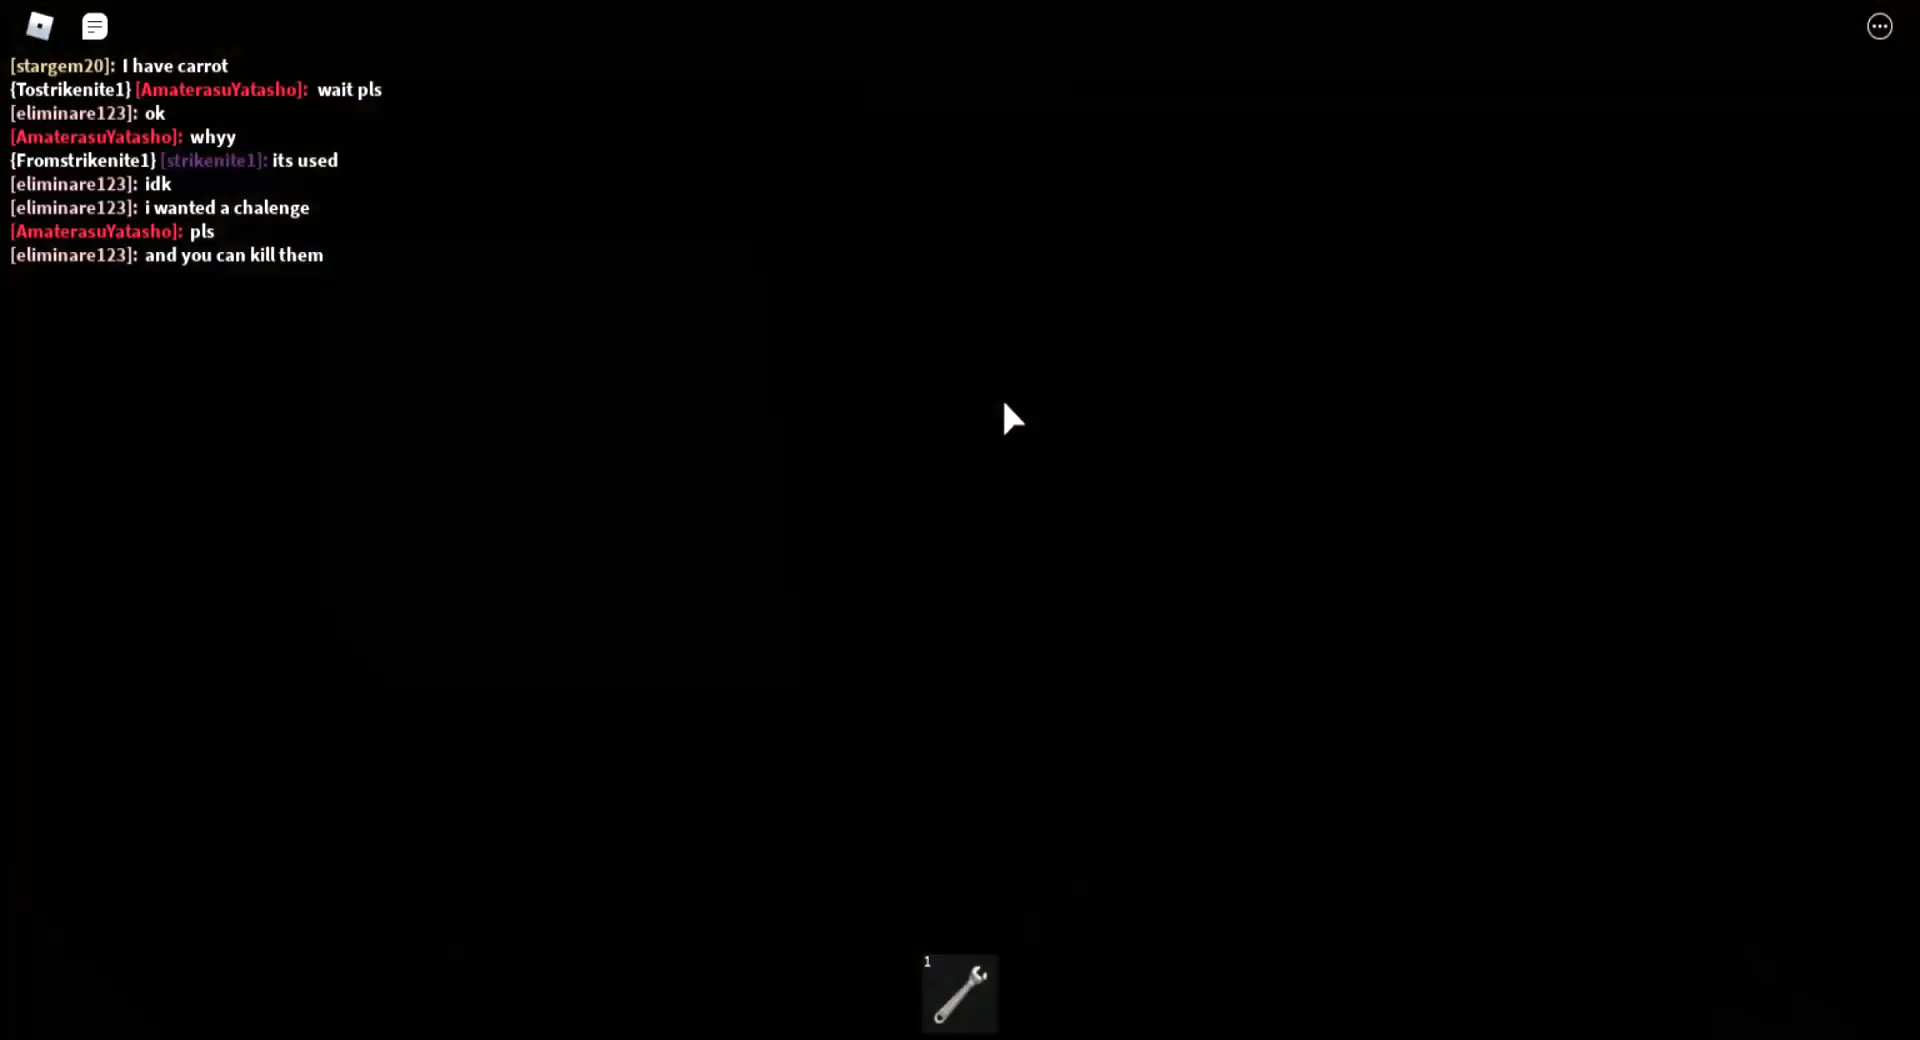 [stargem20]: I have carrot
{Tostrikenite1} [AmaterasuYatasho]: wait pls
[eliminare123]: ok
[AmaterasuYatasho]: whyy
{Fromstrikenite1} [strikenite1]: its used
[eliminare123]: idk
[eliminare123]: i wanted a chalenge
[AmaterasuYatasho]: pls
[eliminare123]: and you can kill them
1